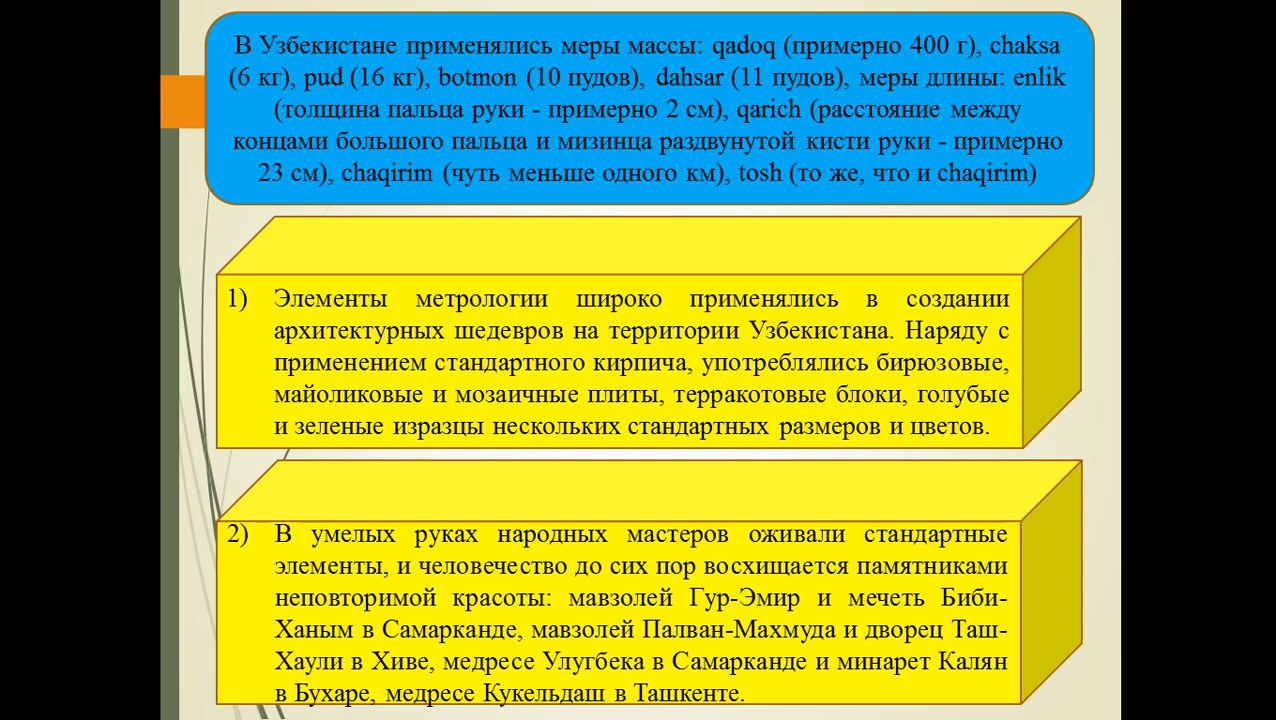 В Узбекистане применялись меры массы: qadoq (примерно 400 г), chaksa
(6 кг), pud (16 кг), botmon (10 пудов), dahsar (11 пудов), меры длины: enlik
(толщина пальца руки - примерно 2 см), qarich (расстояние между
концами большого пальца и мизинца раздвунутой кисти руки - примерно
23 см), chaqirim (чуть меньше одного км), tosh (то же, что и chaqirim)
1) Элементы метрологии широко применялись в создании
архитектурных шедевров на территории Узбекистана. Наряду с
применением стандартного кирпича, употреблялись бирюзовые,
майоликовые и мозаичные плиты, терракотовые блоки, голубые
и зеленые изразцы нескольких стандартных размеров и цветов.
2) В умелых руках народных мастеров оживали стандартные
элементы, и человечество до сих пор восхищается памятниками
неповторимой красоты: мавзолей Гур-Эмир и мечеть Биби-
Ханым в Самарканде, мавзолей Палван-Махмуда и дворец Таш-
Хаули в Хиве, медресе Улугбека в Самарканде и минарет Калян
в Бухаре, медресе Кукельдаш в Ташкенте.